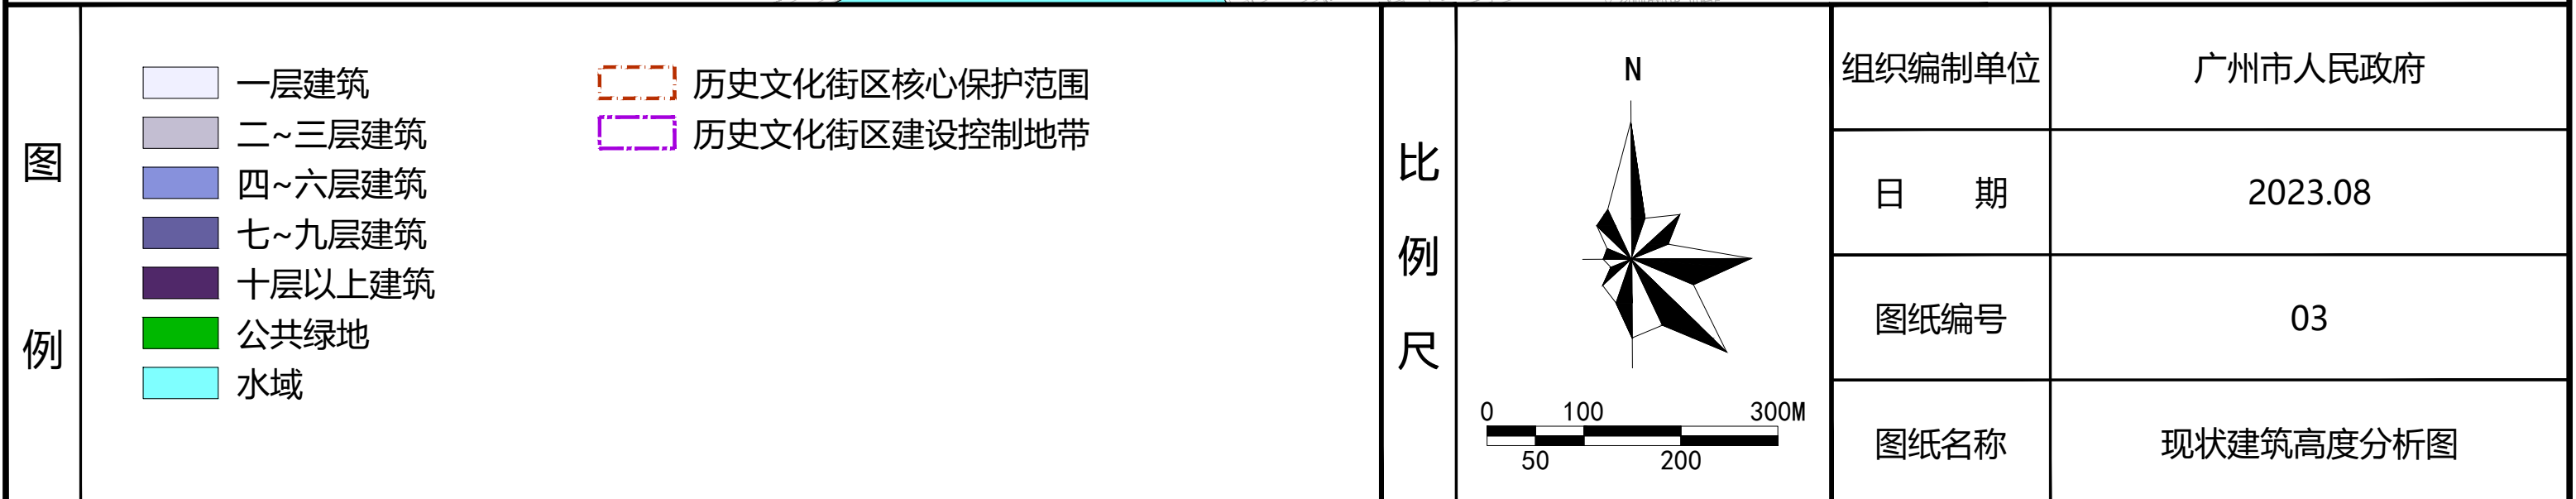 图例
一层建筑
二~三层建筑
四~六层建筑
七~九层建筑
十层以上建筑
公共绿地
水域
历史文化街区核心保护范围
历史文化街区建设控制地带
比例尺
N
0 100 300M
50 200
组织编制单位 广州市人民政府
日 期 2023.08
图纸编号 03
图纸名称 现状建筑高度分析图